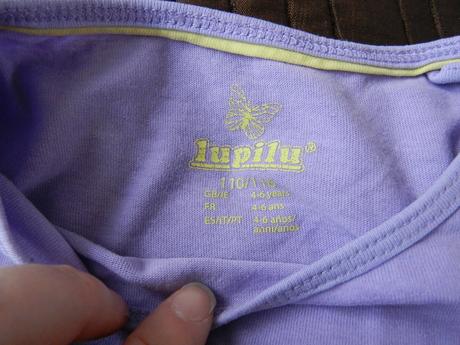 lupilu®
110/116
GB/IE 4-6 years
FR 4-6 ans
ES/IT/PT 4-6 años/
anni/anos